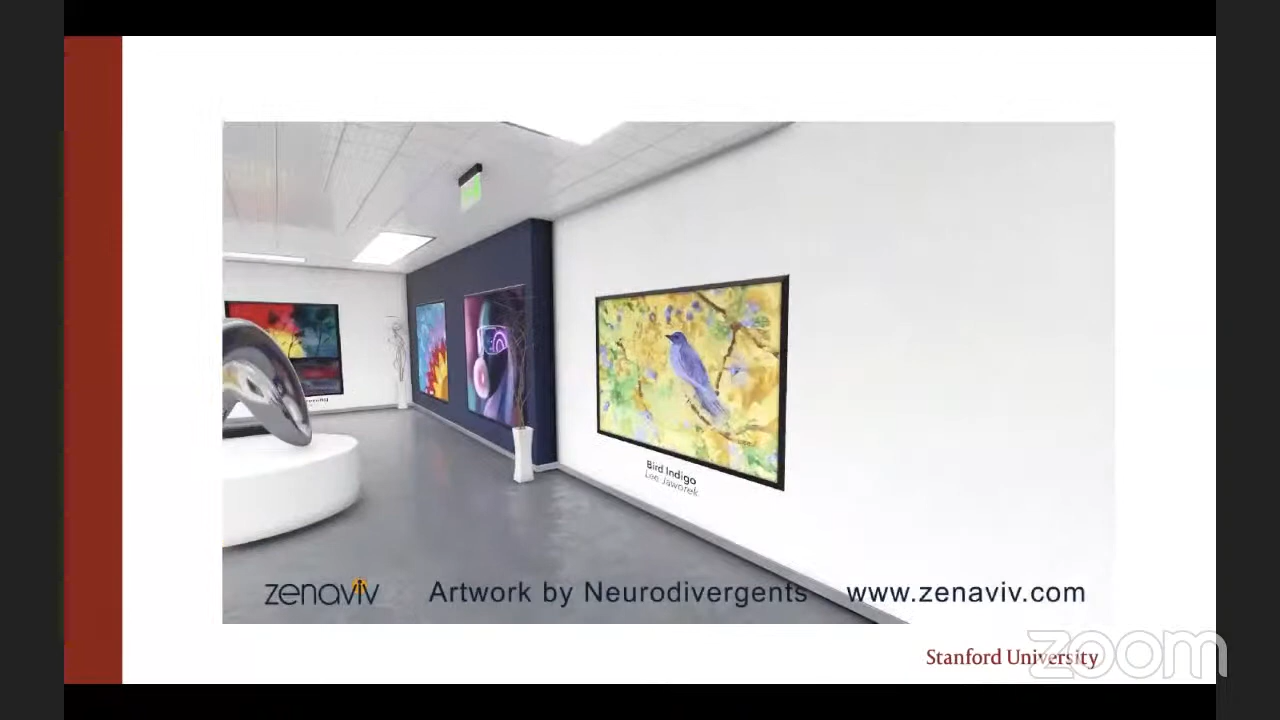 Bird Indigo
Lee Jaworek
zenaviv
Artwork by Neurodivergents
www.zenaviv.com
Stanford University
zoom